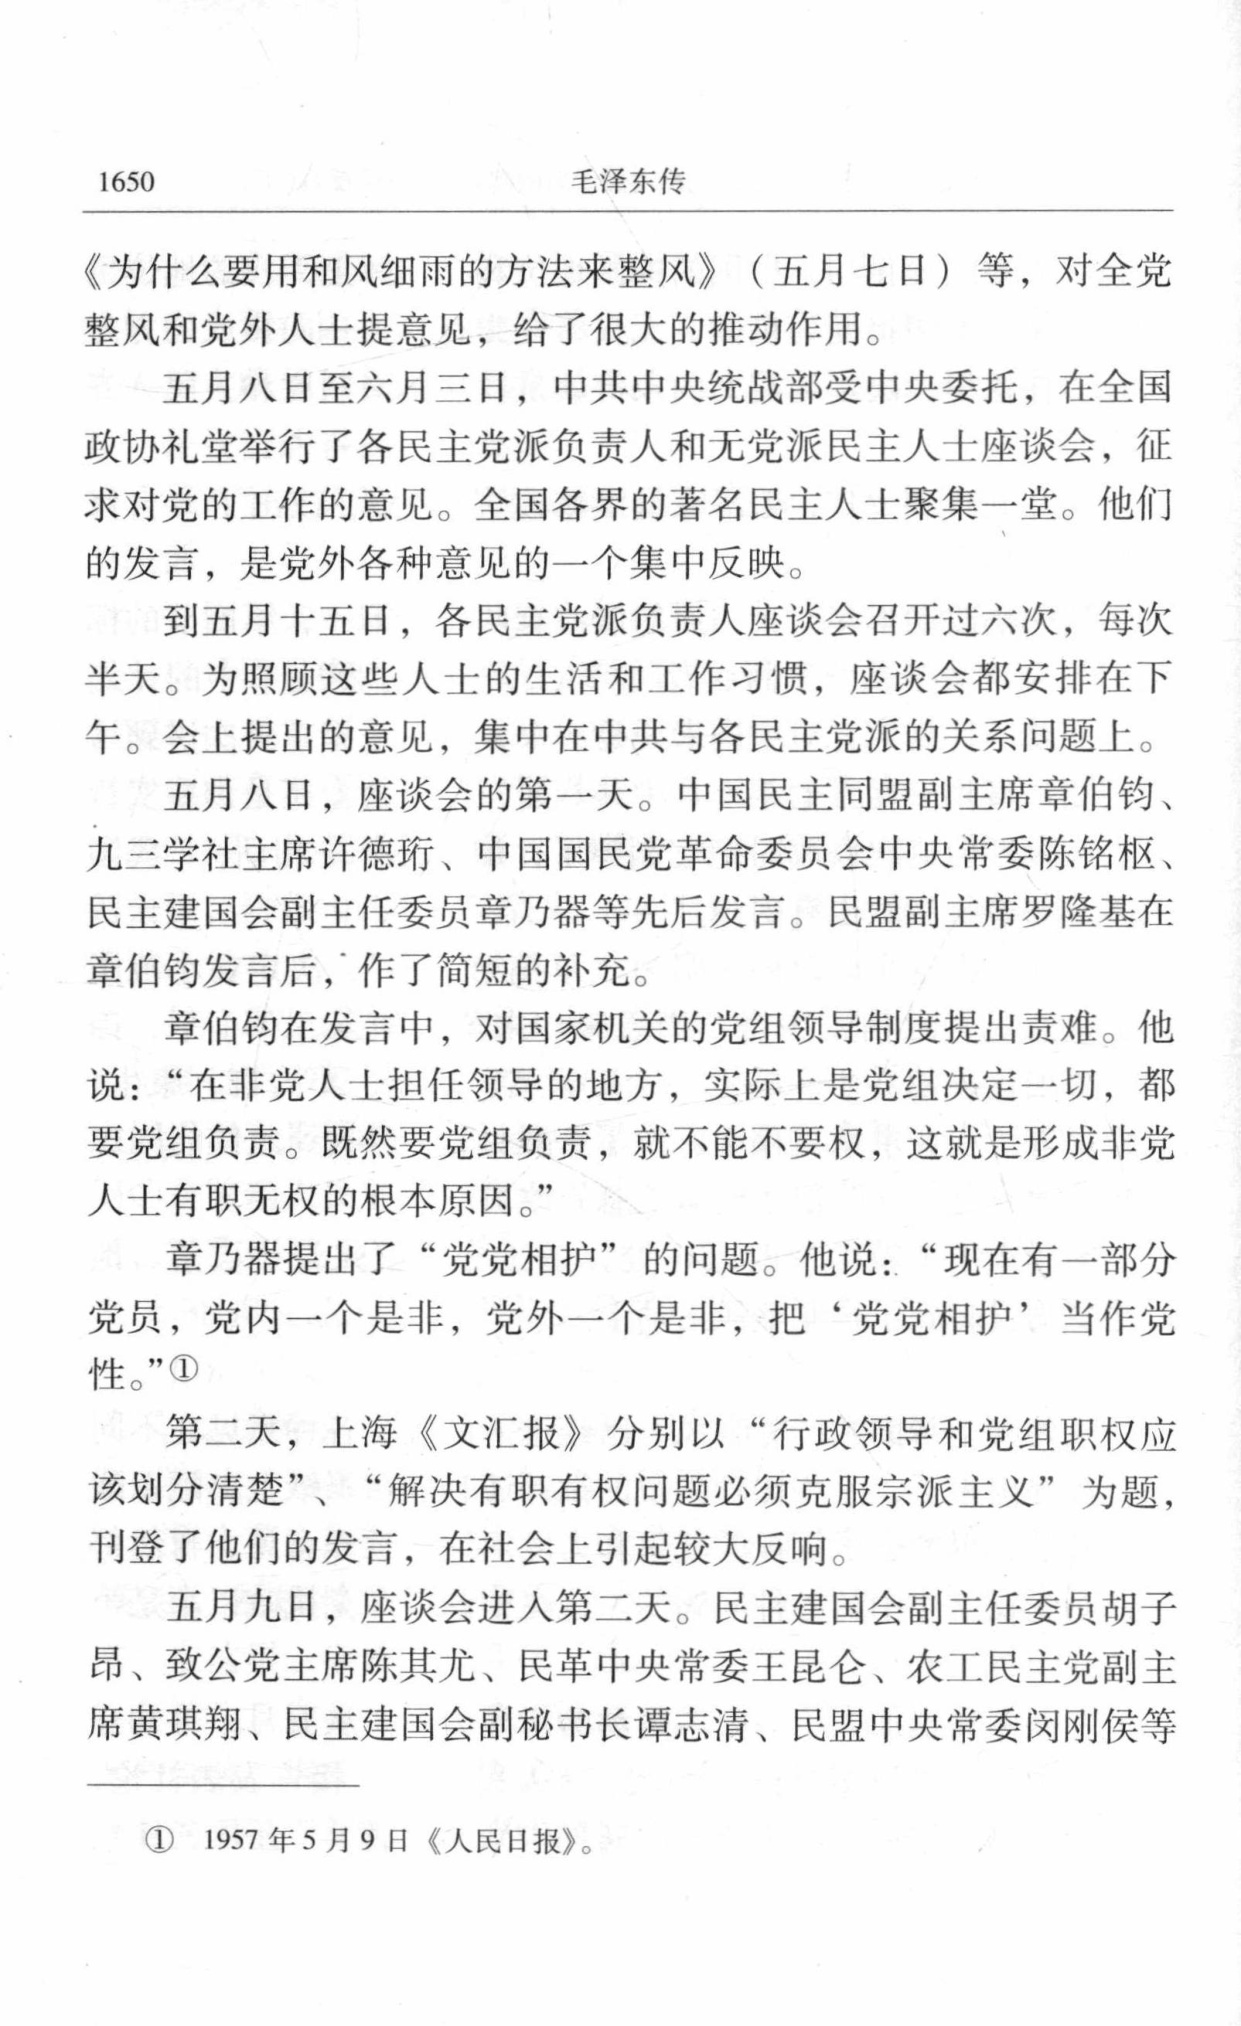 1650 毛泽东传
《为什么要用和风细雨的方法来整风》（五月七日）等，对全党
整风和党外人士提意见，给了很大的推动作用。
五月八日至六月三日，中共中央统战部受中央委托，在全国
政协礼堂举行了各民主党派负责人和无党派民主人士座谈会，征
求对党的工作的意见。全国各界的著名民主人士聚集一堂。他们
的发言，是党外各种意见的一个集中反映。
到五月十五日，各民主党派负责人座谈会召开过六次，每次
半天。为照顾这些人士的生活和工作习惯，座谈会都安排在下
午。会上提出的意见，集中在中共与各民主党派的关系问题上。
五月八日，座谈会的第一天。中国民主同盟副主席章伯钧、
九三学社主席许德珩、中国国民党革命委员会中央常委陈铭枢、
民主建国会副主任委员章乃器等先后发言。民盟副主席罗隆基在
章伯钧发言后，作了简短的补充。
章伯钧在发言中，对国家机关的党组领导制度提出责难。他
说：“在非党人士担任领导的地方，实际上是党组决定一切，都
要党组负责。既然要党组负责，就不能不要权，这就是形成非党
人士有职无权的根本原因。”
章乃器提出了“党党相护”的问题。他说：“现在有一部分
党员，党内一个是非，党外一个是非，把‘党党相护’当作党
性。”①
第二天，上海《文汇报》分别以“行政领导和党组职权应
该划分清楚”、“解决有职有权问题必须克服宗派主义”为题，
刊登了他们的发言，在社会上引起较大反响。
五月九日，座谈会进入第二天。民主建国会副主任委员胡子
昂、致公党主席陈其尤、民革中央常委王昆仑、农工民主党副主
席黄琪翔、民主建国会副秘书长谭志清、民盟中央常委闵刚侯等
① 1957年5月9日《人民日报》。